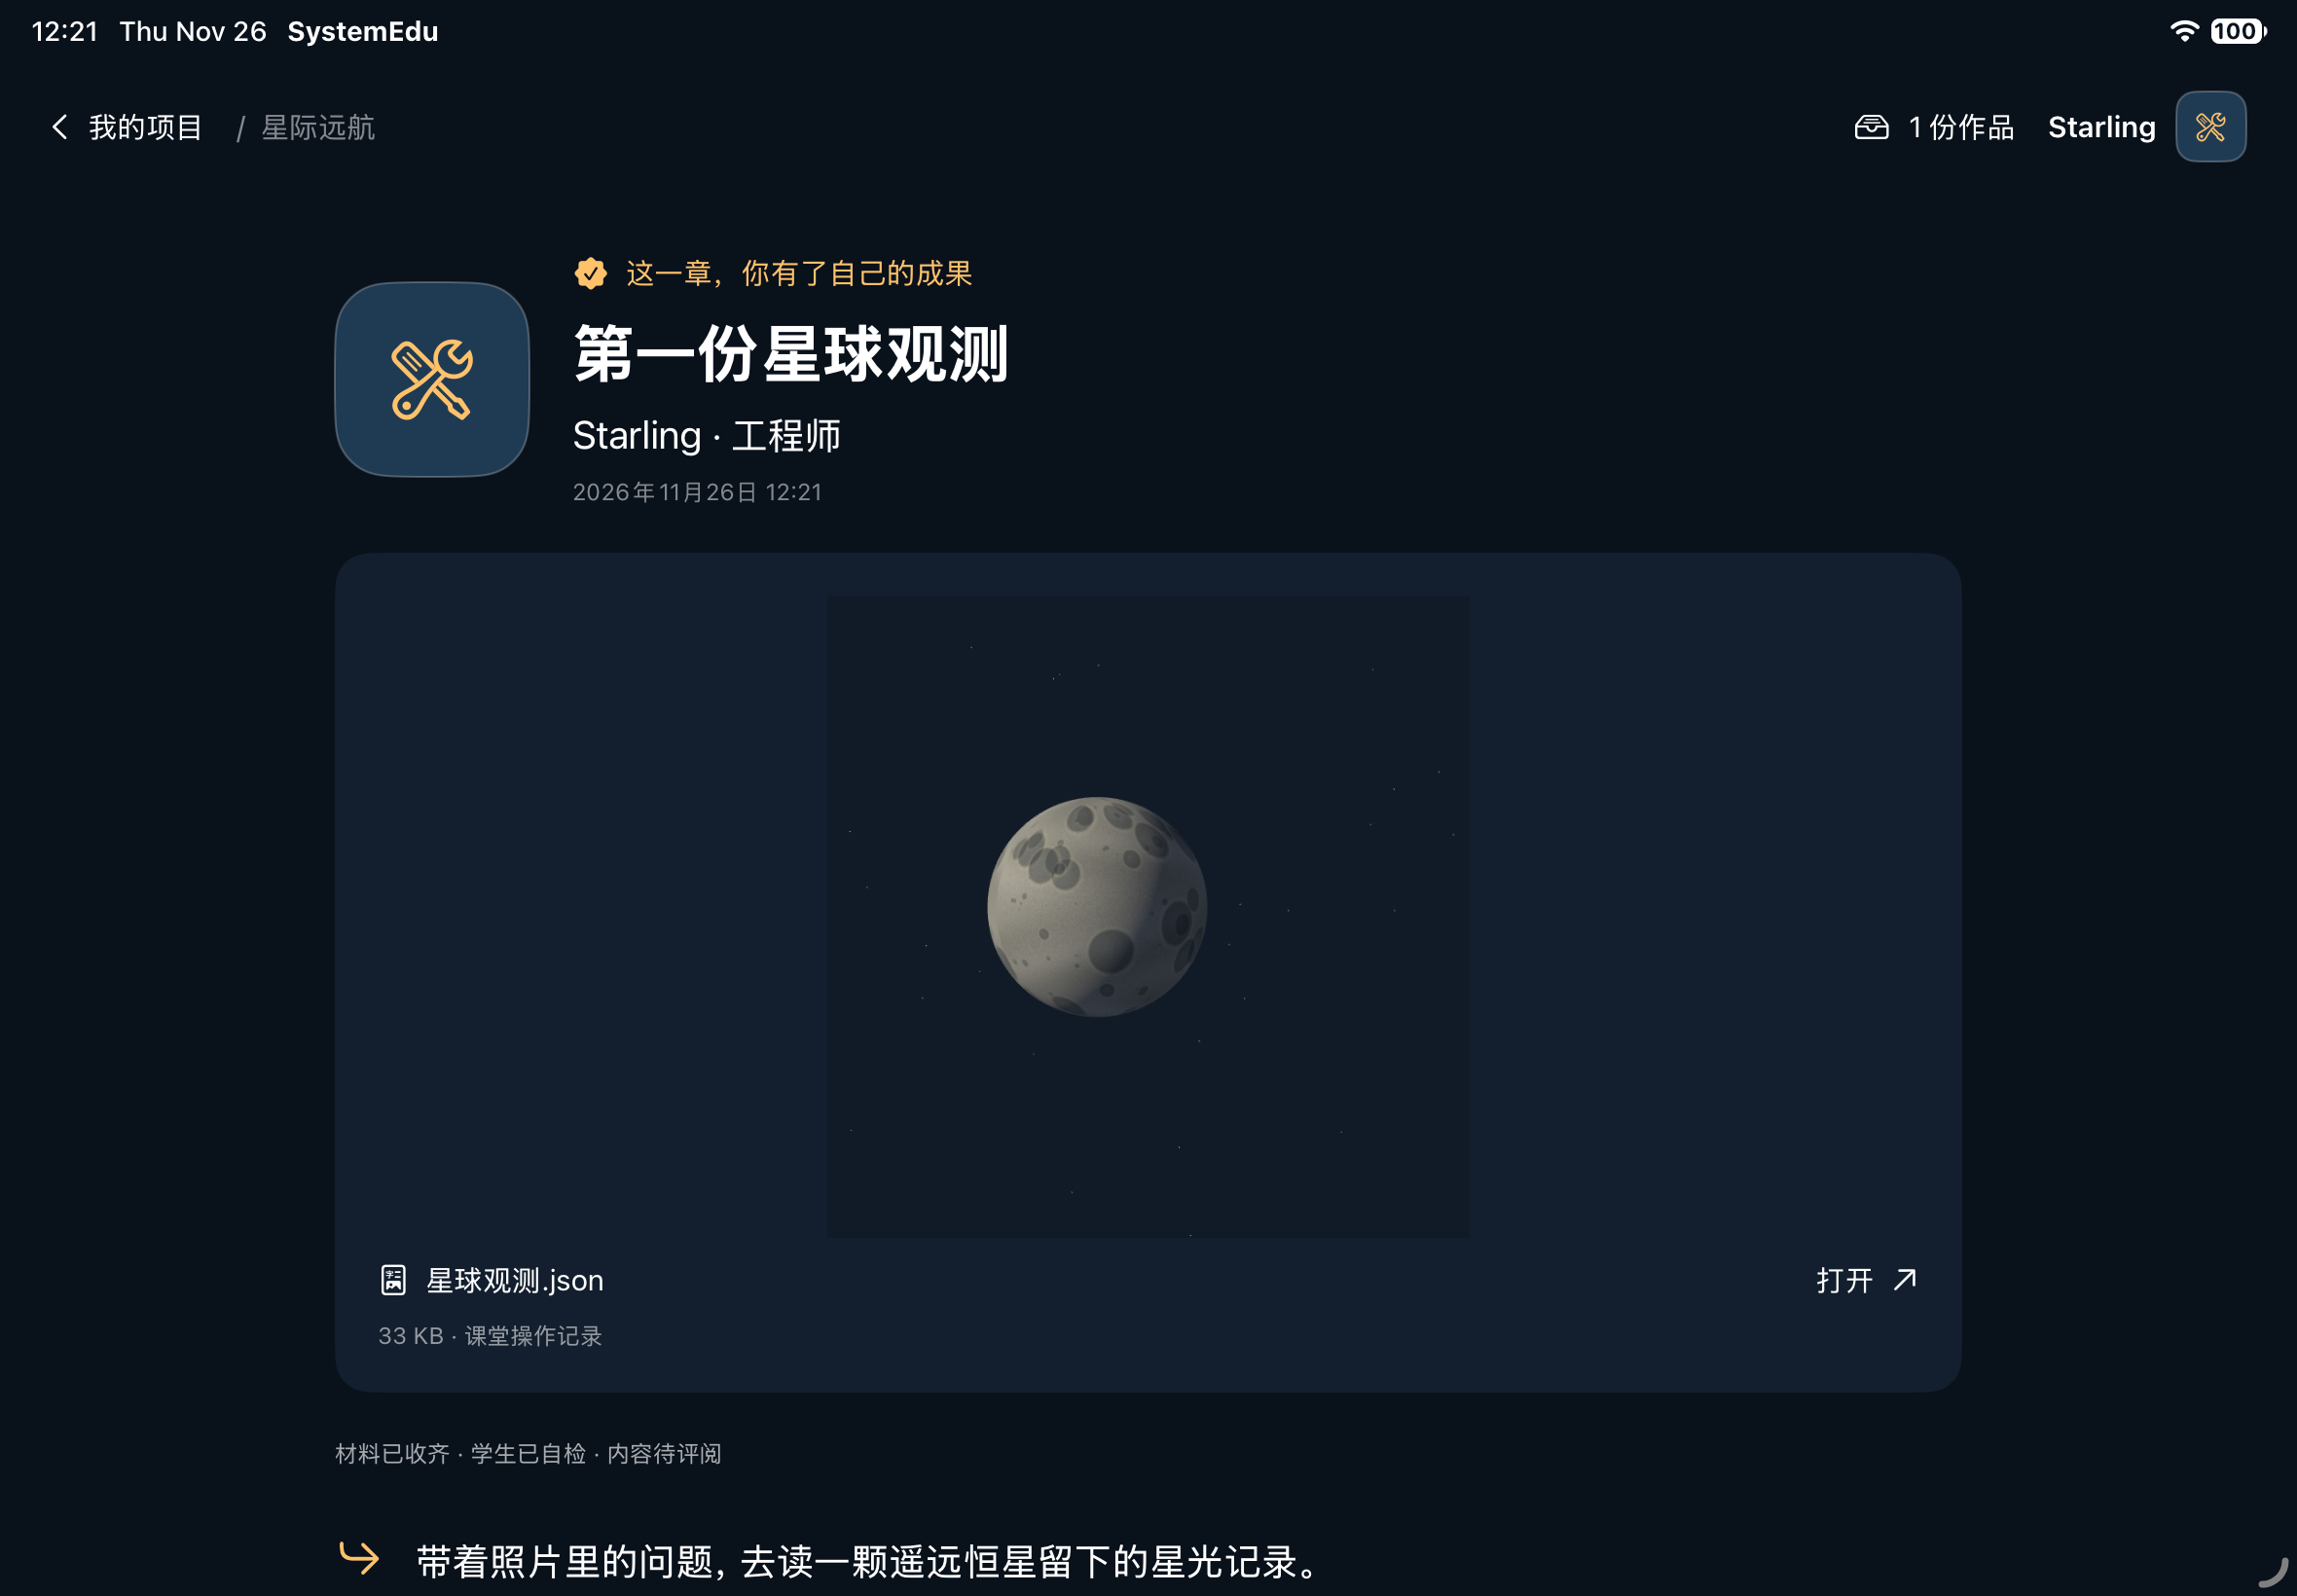 12:21 Thu Nov 26 SystemEdu 100
我的项目 / 星际远航 1 份作品 Starling
这一章，你有了自己的成果
第一份星球观测
Starling · 工程师
2026年11月26日 12:21
星球观测.json 打开
33 KB · 课堂操作记录
材料已收齐 · 学生已自检 · 内容待评阅
带着照片里的问题，去读一颗遥远恒星留下的星光记录。